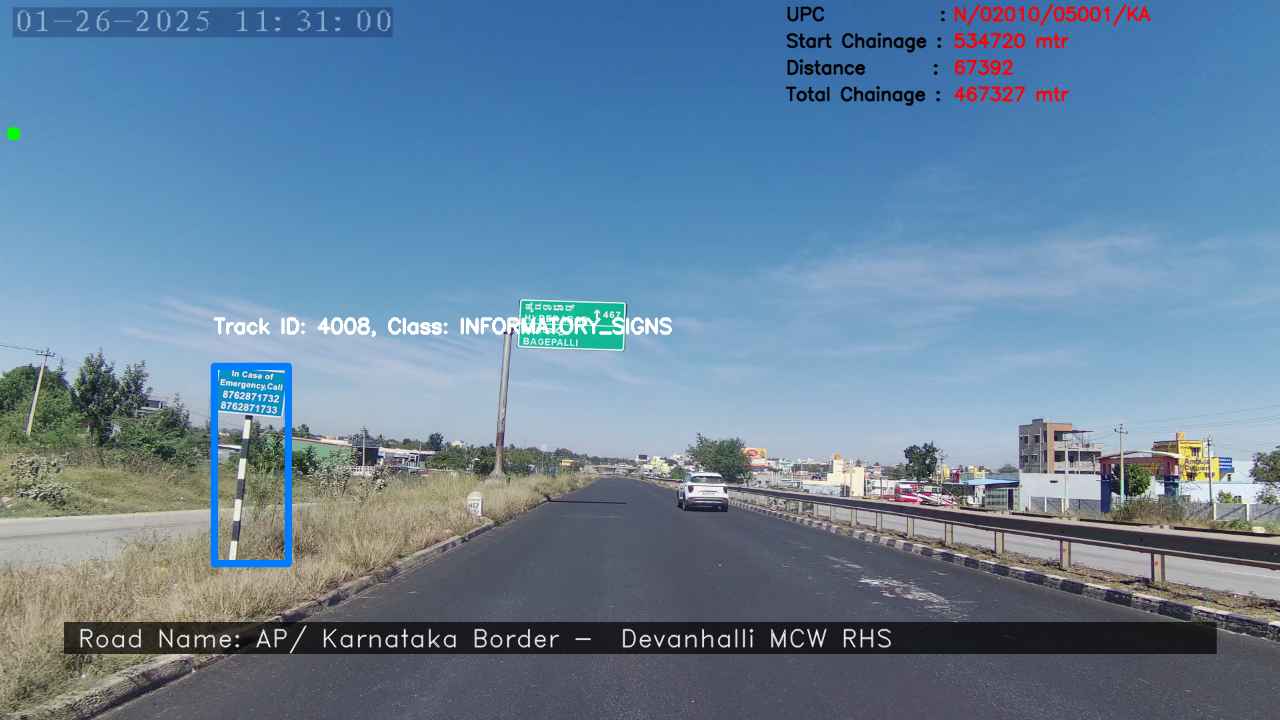 01-26-2025 11:31:00
UPC : N/02010/05001/KA
Start Chainage : 534720 mtr
Distance : 67392
Total Chainage : 467327 mtr
Track ID: 4008, Class: INFORMATORY_SIGNS
ಹೈದರಾಬಾದ್
467
BAGEPALLI
In Case of
Emergency,Call
8762871732
8762871733
Road Name: AP/ Karnataka Border - Devanhalli MCW RHS